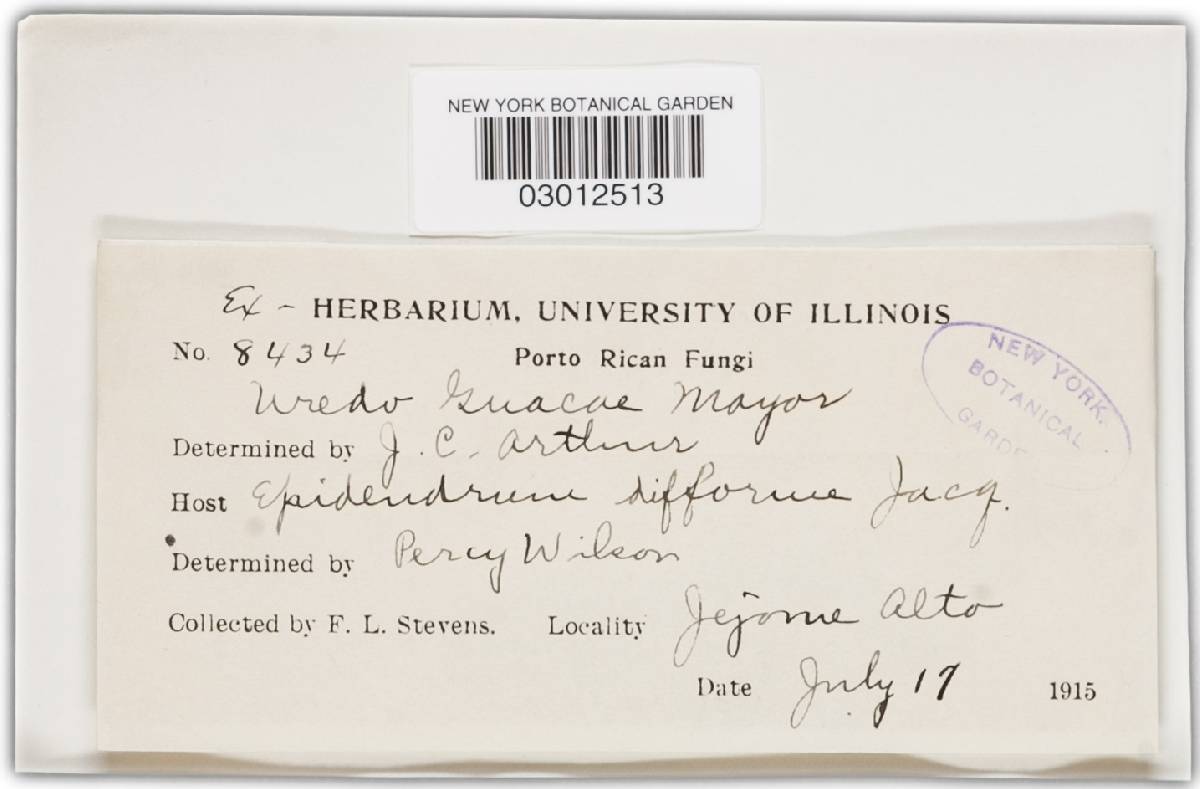 NEW YORK BOTANICAL GARDEN
03012513
Ex - HERBARIUM, UNIVERSITY OF ILLINOIS
No. 8434 Porto Rican Fungi
NEW YORK.
BOTANICAL
GARDE
Uredo Guacae Mayor
Determined by J. C. Arthur
Host Epidendrum difforme Jacq.
Determined by Percy Wilson
Collected by F. L. Stevens. Locality Jejome Alto
Date July 17 1915